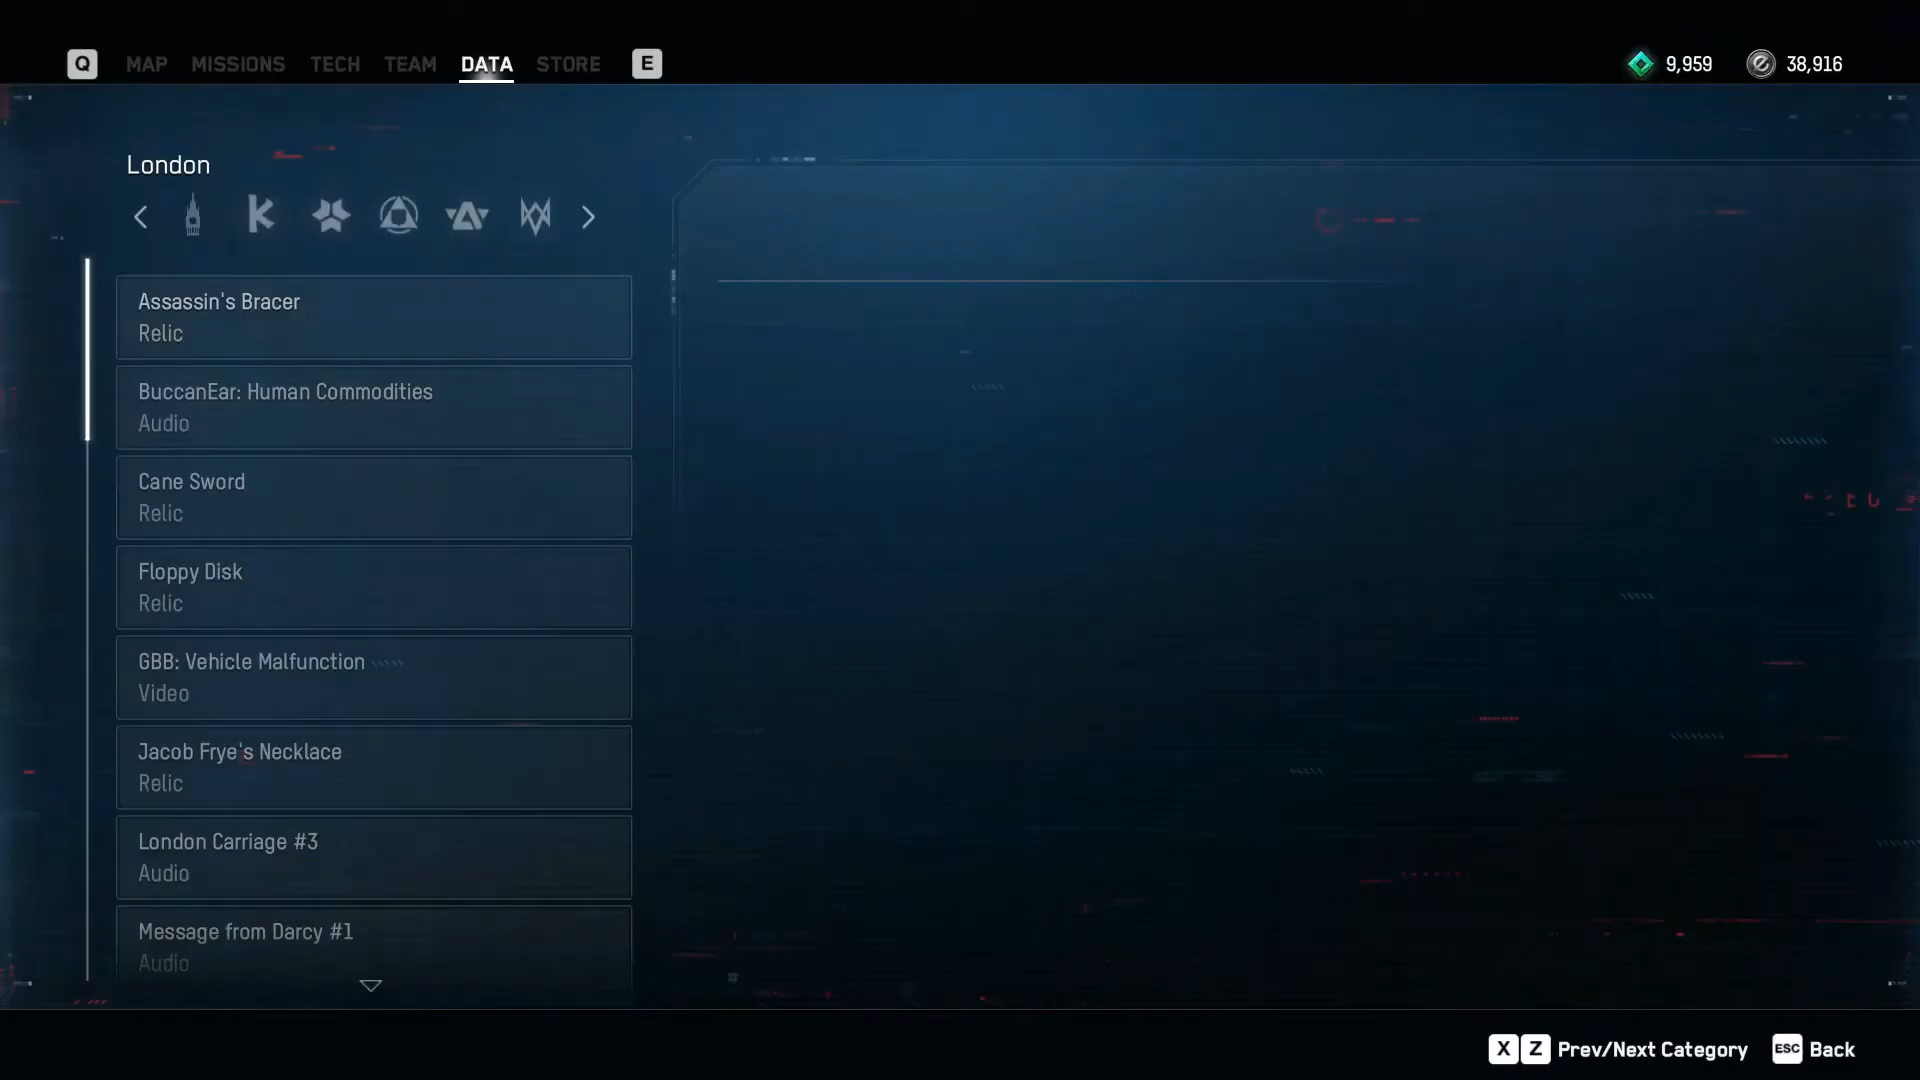 Q MAP MISSIONS TECH TEAM DATA STORE E 9,959 38,916
London
Assassin's Bracer
Relic
BuccanEar: Human Commodities
Audio
Cane Sword
Relic
Floppy Disk
Relic
GBB: Vehicle Malfunction
Video
Jacob Frye's Necklace
Relic
London Carriage #3
Audio
Message from Darcy #1
Audio
X Z Prev/Next Category ESC Back